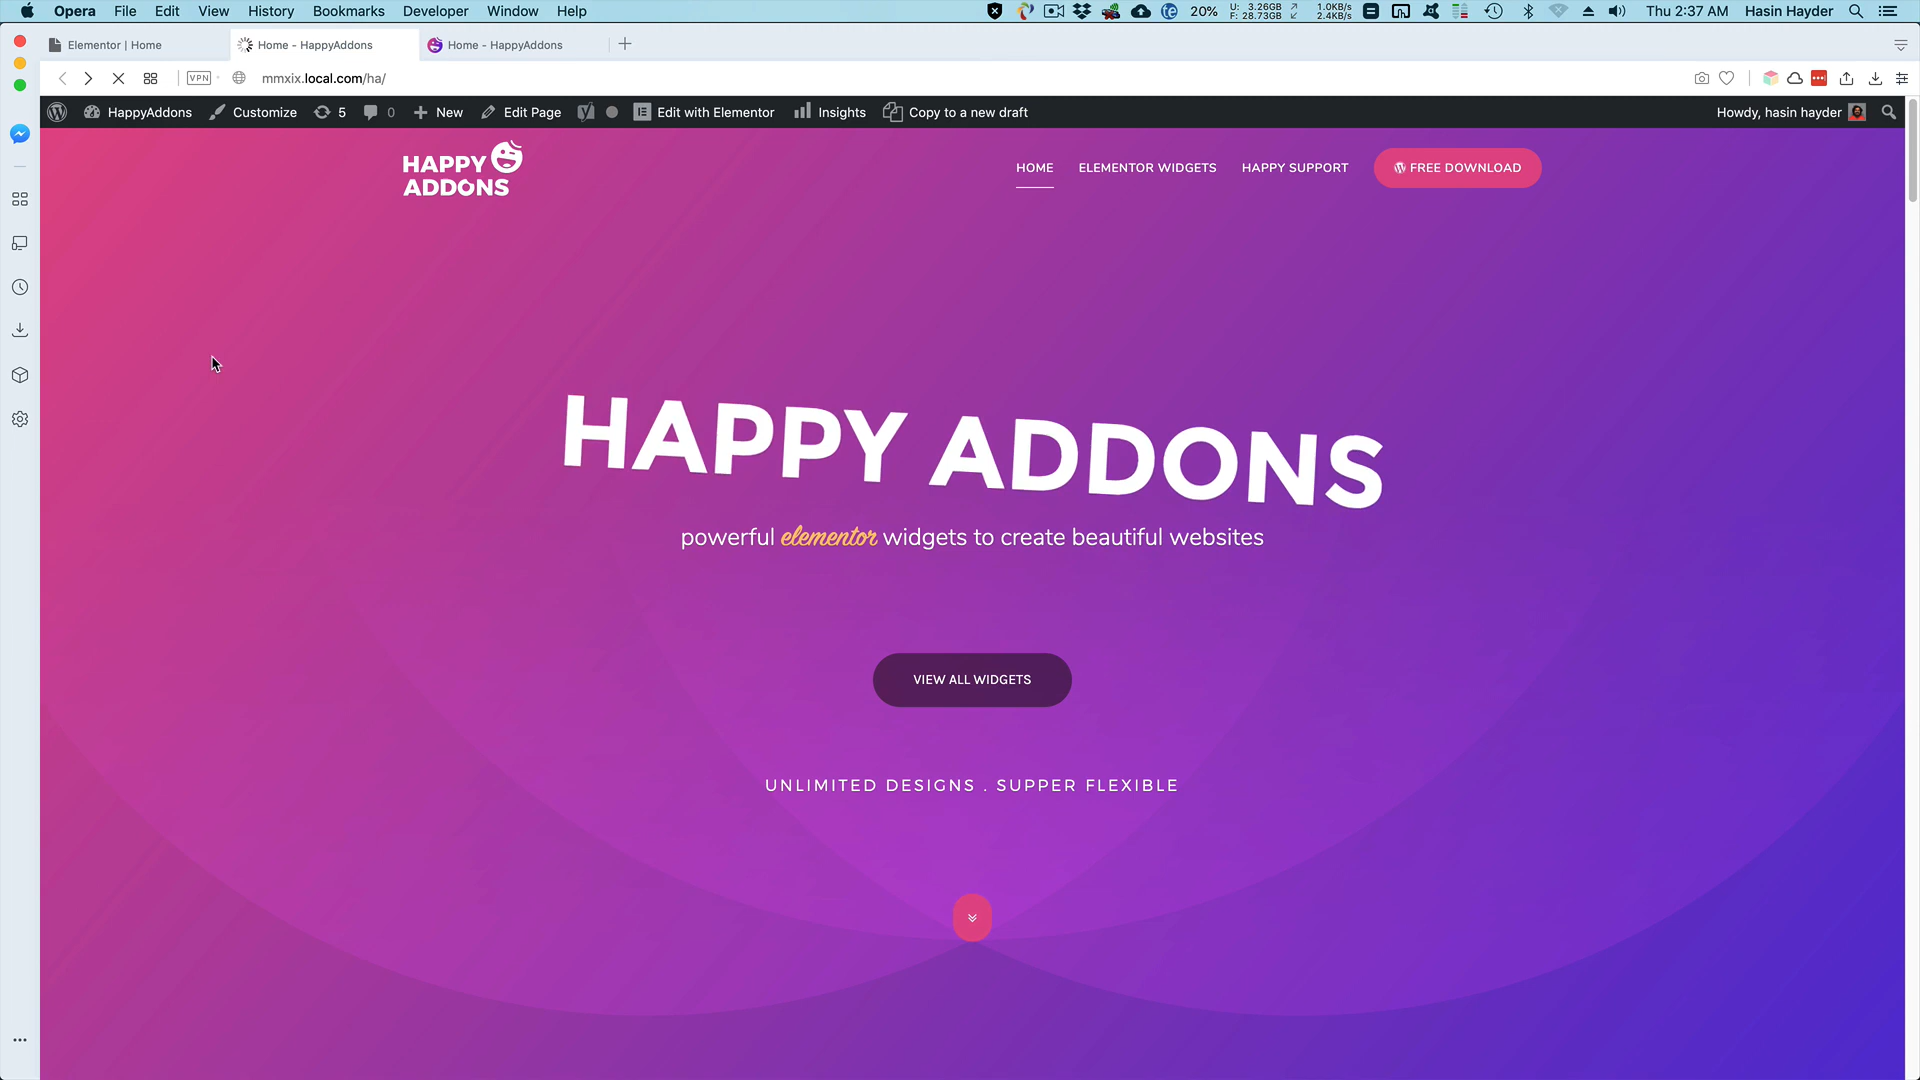 Opera File Edit View History Bookmarks Developer Window Help 20% U: 3.26GB F: 28.73GB 1.0KB/s 2.4KB/s Thu 2:37 AM Hasin Hayder
Elementor | Home Home - HappyAddons Home - HappyAddons
VPN mmxix.local.com/ha/
HappyAddons Customize 5 0 New Edit Page Edit with Elementor Insights Copy to a new draft Howdy, hasin hayder
HAPPY
ADDONS
HOME ELEMENTOR WIDGETS HAPPY SUPPORT FREE DOWNLOAD
HAPPY ADDONS
powerful elementor widgets to create beautiful websites
VIEW ALL WIDGETS
UNLIMITED DESIGNS . SUPPER FLEXIBLE